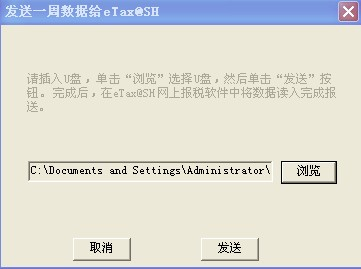 发送一周数据给eTax@SH
请插入U盘，单击“浏览”选择U盘，然后单击“发送”按
钮。完成后，在eTax@SH网上报税软件中将数据读入完成报
送。
C:\Documents and Settings\Administrator\
浏览
取消
发送